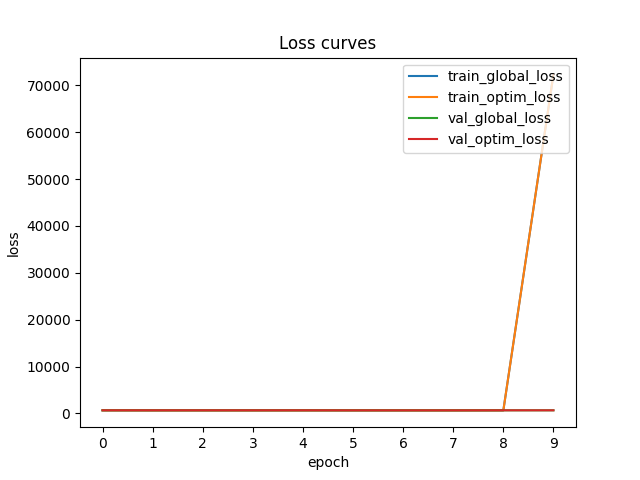 Loss curves
train_global_loss
train_optim_loss
val_global_loss
val_optim_loss
70000
60000
50000
40000
30000
20000
10000
0
loss
0 1 2 3 4 5 6 7 8 9
epoch